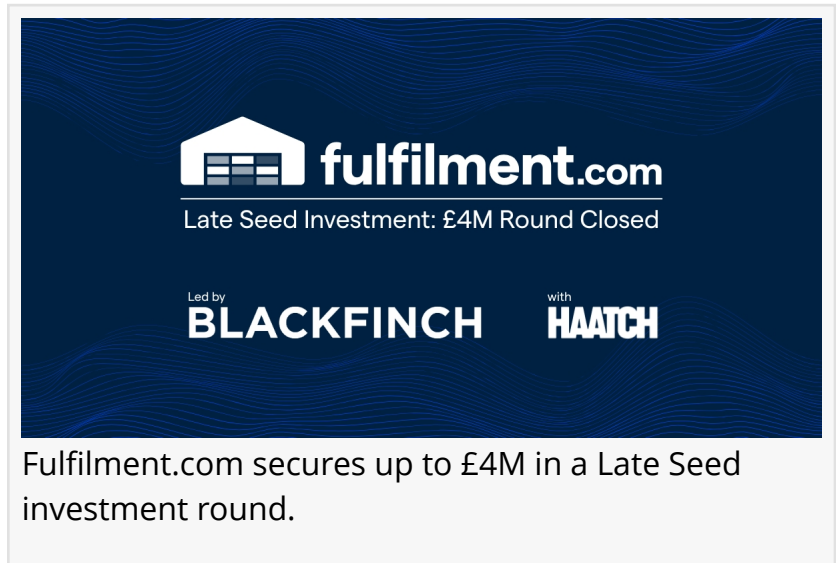 fulfilment.com
Late Seed Investment: £4M Round Closed
Led by
BLACKFINCH
with
HAATCH
Fulfilment.com secures up to £4M in a Late Seed
investment round.